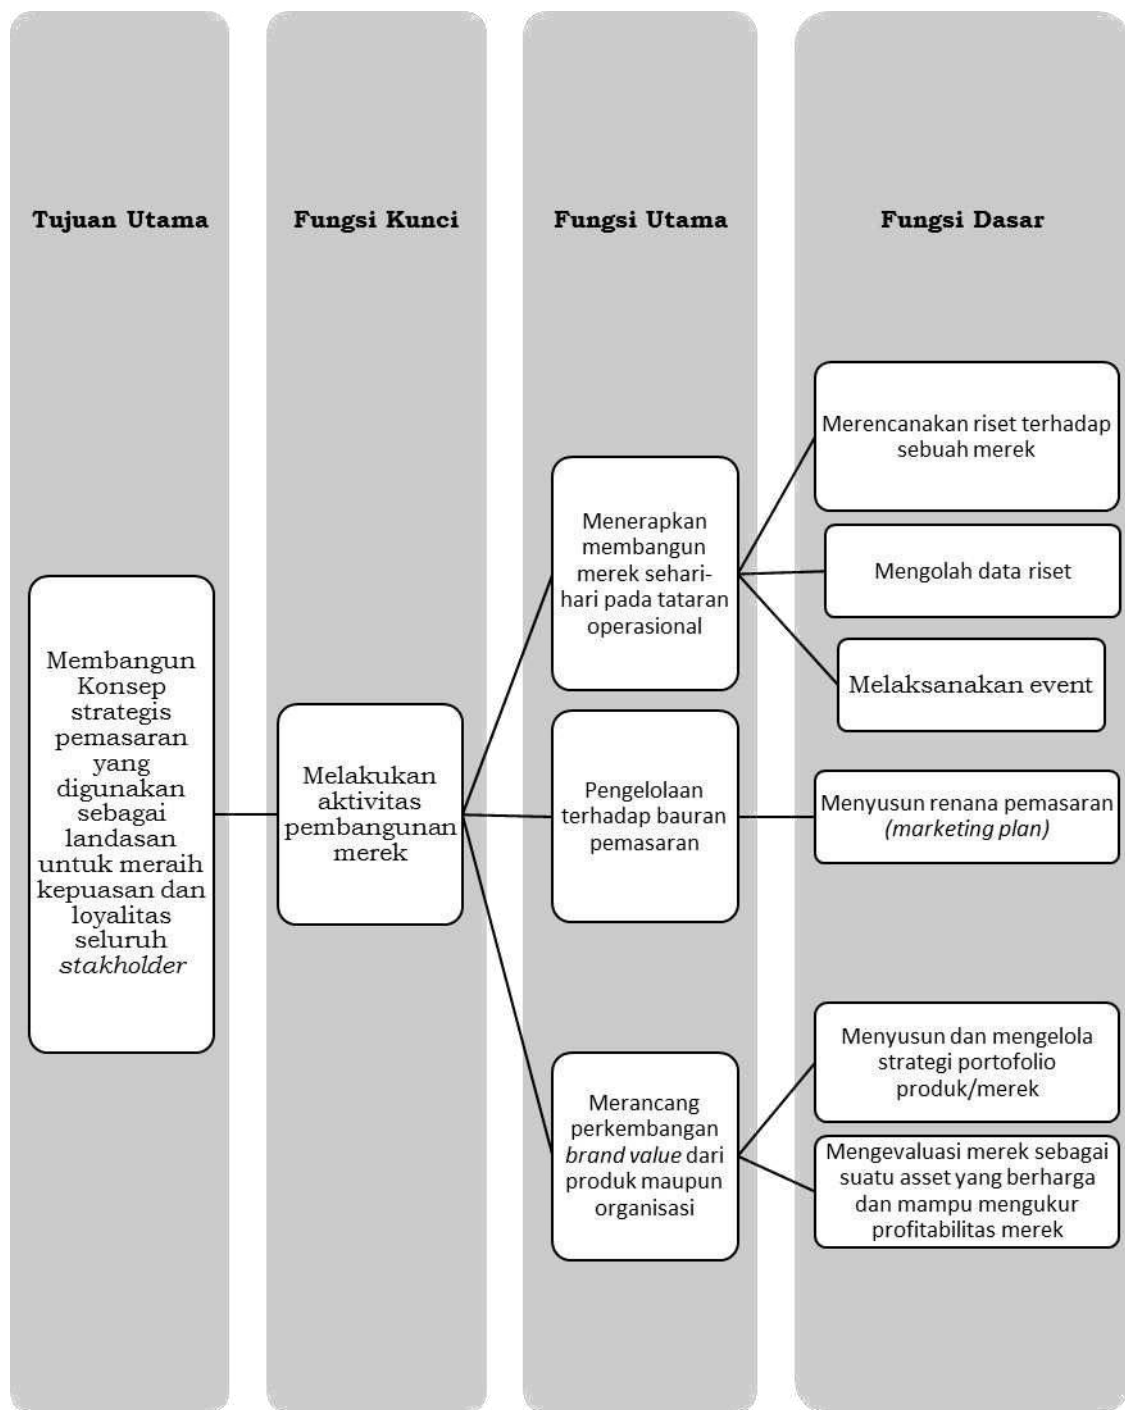 Tujuan Utama
Fungsi Kunci
Fungsi Utama
Fungsi Dasar
Membangun
Konsep
strategis
pemasaran
yang
digunakan
sebagai
landasan
untuk meraih
kepuasan dan
loyalitas
seluruh
stakholder
Melakukan
aktivitas
pembangunan
merek
Menerapkan
membangun
merek sehari-
hari pada tataran
operasional
Pengelolaan
terhadap bauran
pemasaran
Merancang
perkembangan
brand value dari
produk maupun
organisasi
Merencanakan riset terhadap
sebuah merek
Mengolah data riset
Melaksanakan event
Menyusun renana pemasaran
(marketing plan)
Menyusun dan mengelola
strategi portofolio
produk/merek
Mengevaluasi merek sebagai
suatu asset yang berharga
dan mampu mengukur
profitabilitas merek